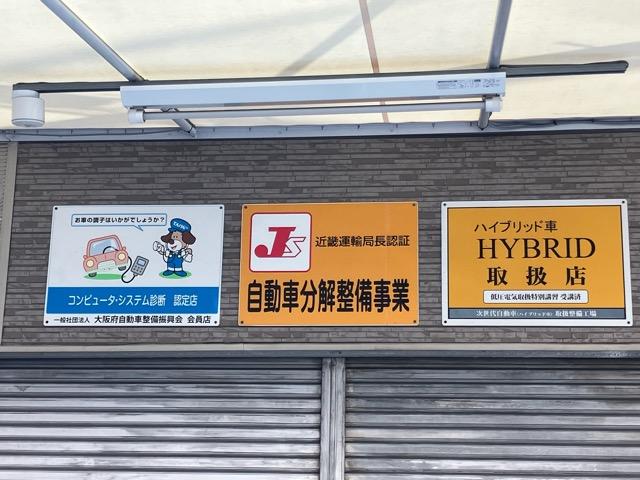 お車の調子はいかがでしょうか？
コンピュータ・システム診断 認定店
一般社団法人 大阪府自動車整備振興会 会員店
JS
近畿運輸局長認証
自動車分解整備事業
ハイブリッド車
HYBRID
取扱店
低圧電気取扱特別講習 受講済
次世代自動車(ハイブリッド車) 取扱整備工場